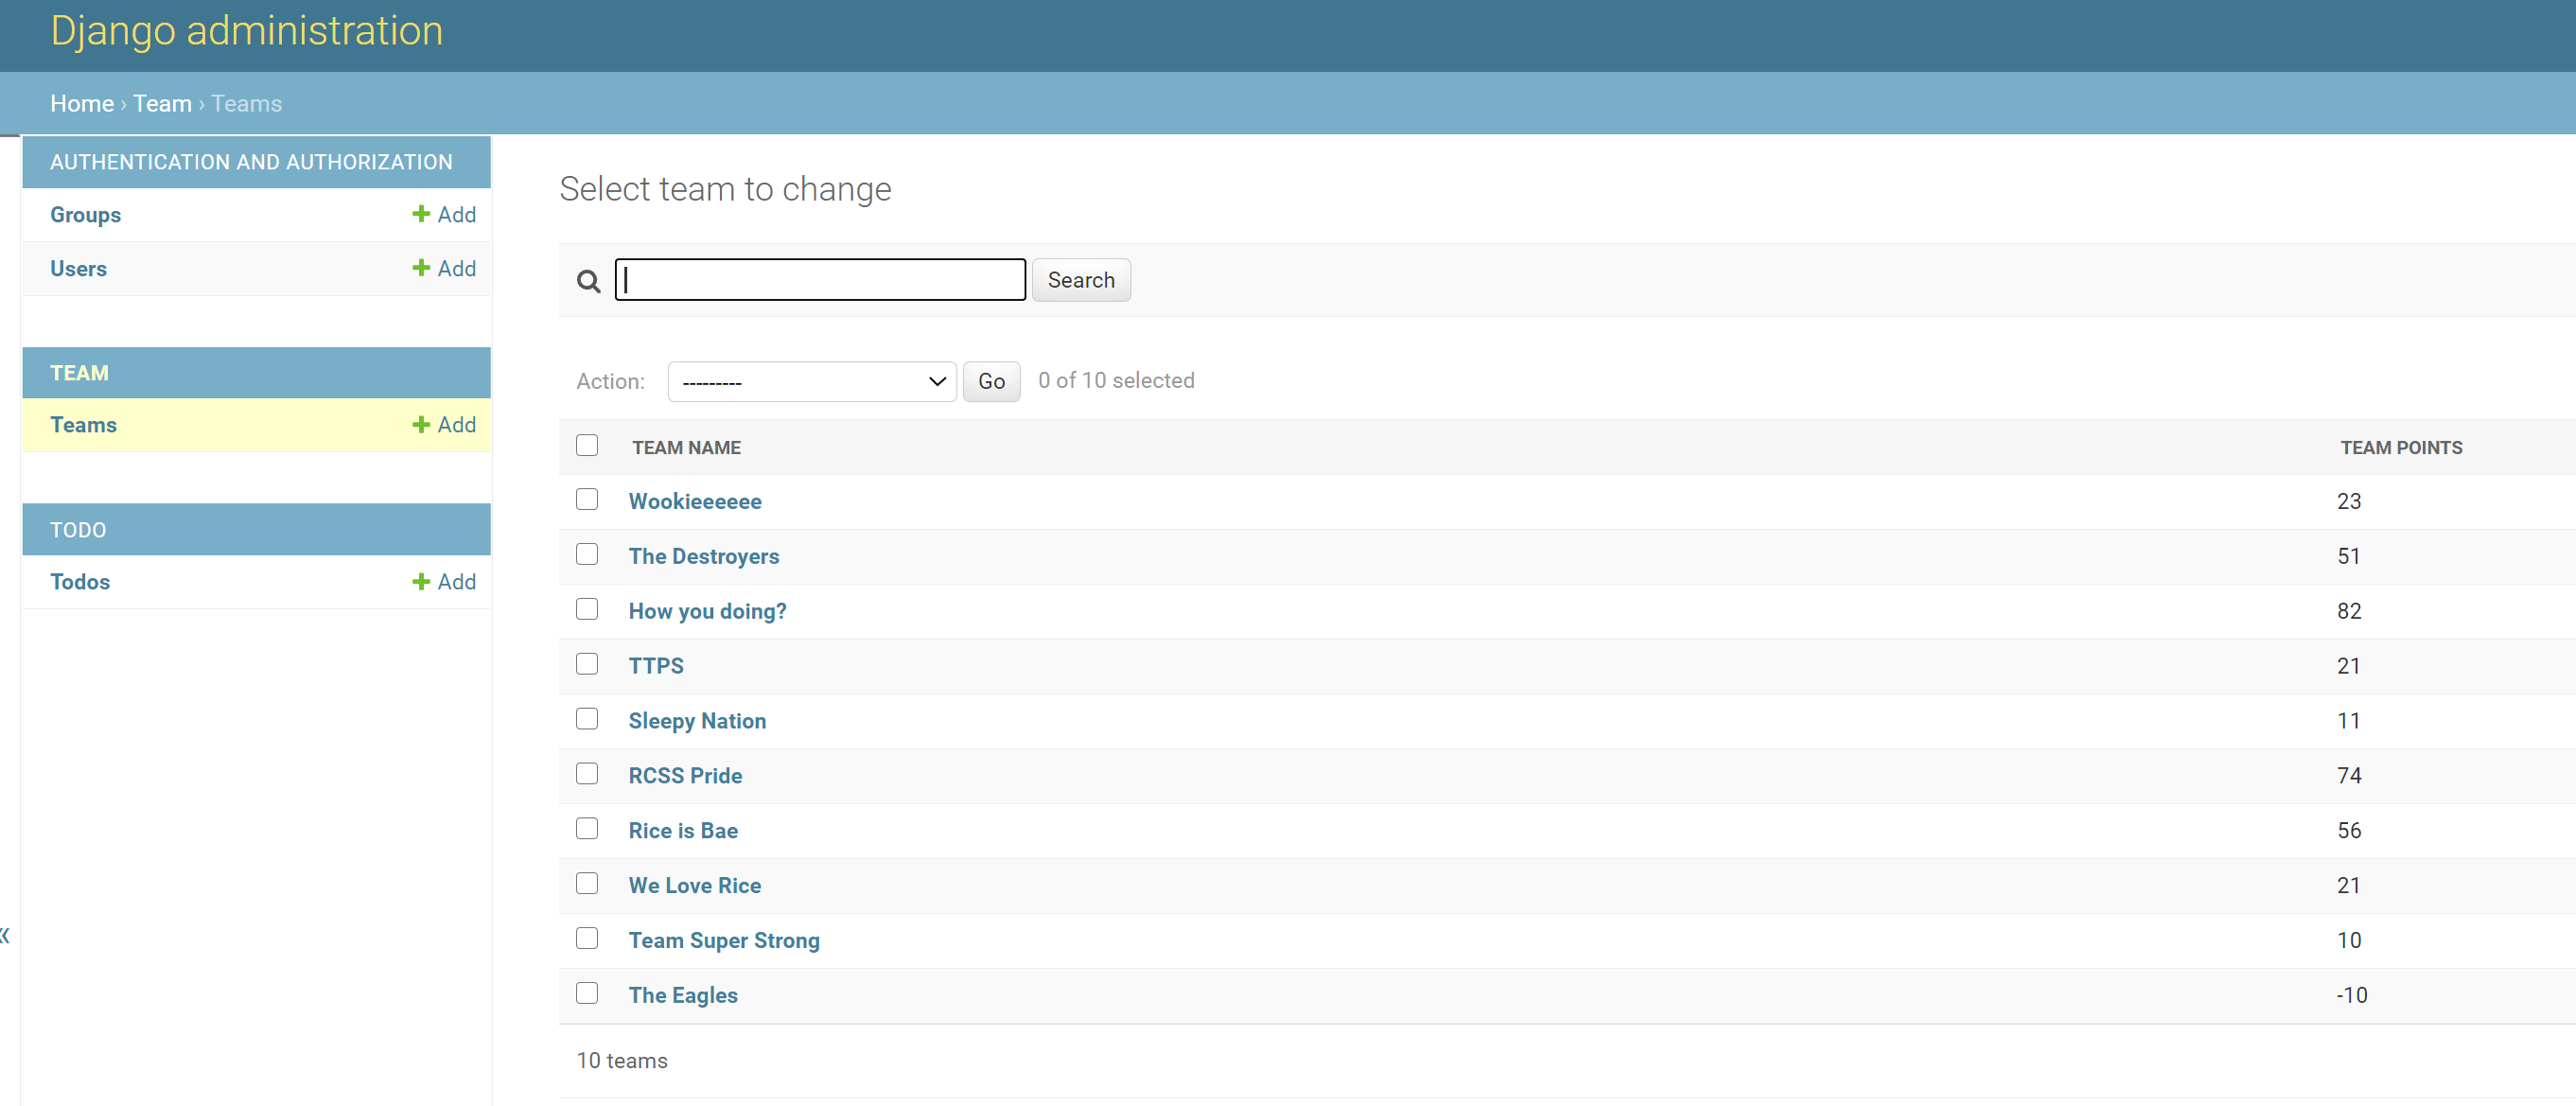 Django administration
Home › Team › Teams
AUTHENTICATION AND AUTHORIZATION
Groups + Add
Users + Add
TEAM
Teams + Add
TODO
Todos + Add
«
Select team to change
Search
Action: --------- Go 0 of 10 selected
TEAM NAME TEAM POINTS
Wookieeeeee 23
The Destroyers 51
How you doing? 82
TTPS 21
Sleepy Nation 11
RCSS Pride 74
Rice is Bae 56
We Love Rice 21
Team Super Strong 10
The Eagles -10
10 teams